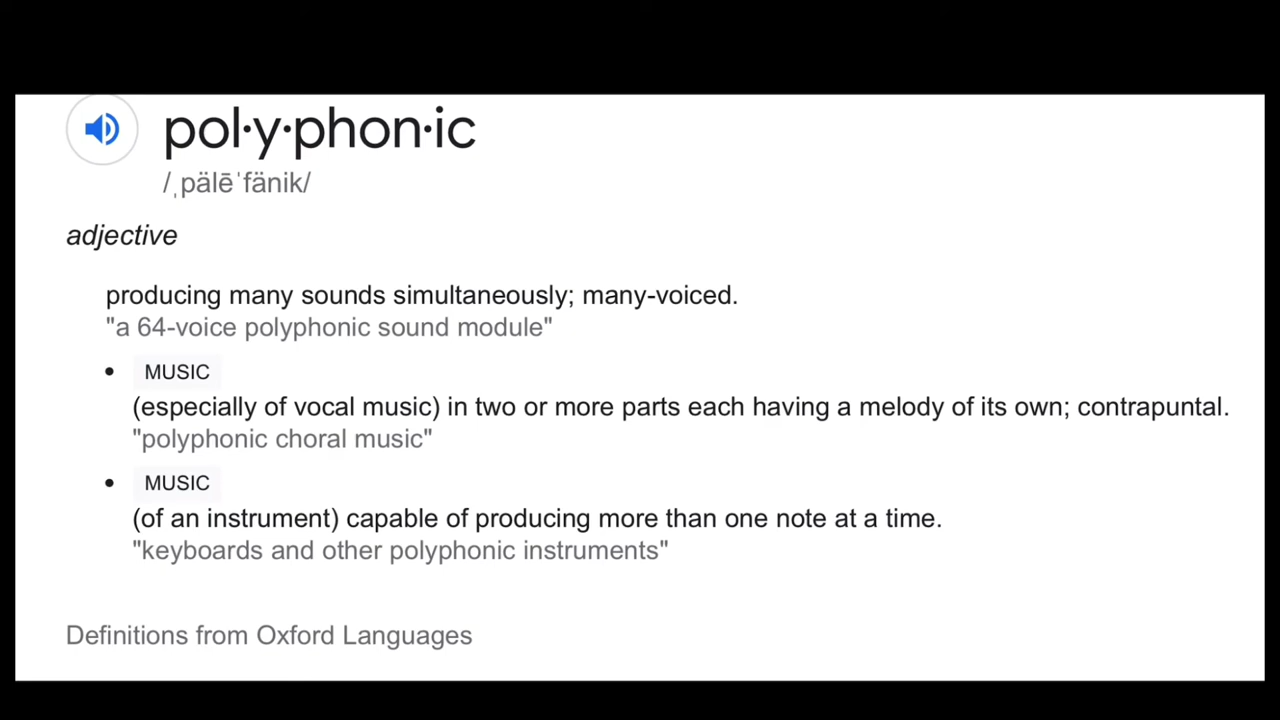 pol·y·phon·ic
/ˌpälēˈfänik/
adjective
producing many sounds simultaneously; many-voiced.
"a 64-voice polyphonic sound module"
• MUSIC
(especially of vocal music) in two or more parts each having a melody of its own; contrapuntal.
"polyphonic choral music"
• MUSIC
(of an instrument) capable of producing more than one note at a time.
"keyboards and other polyphonic instruments"
Definitions from Oxford Languages